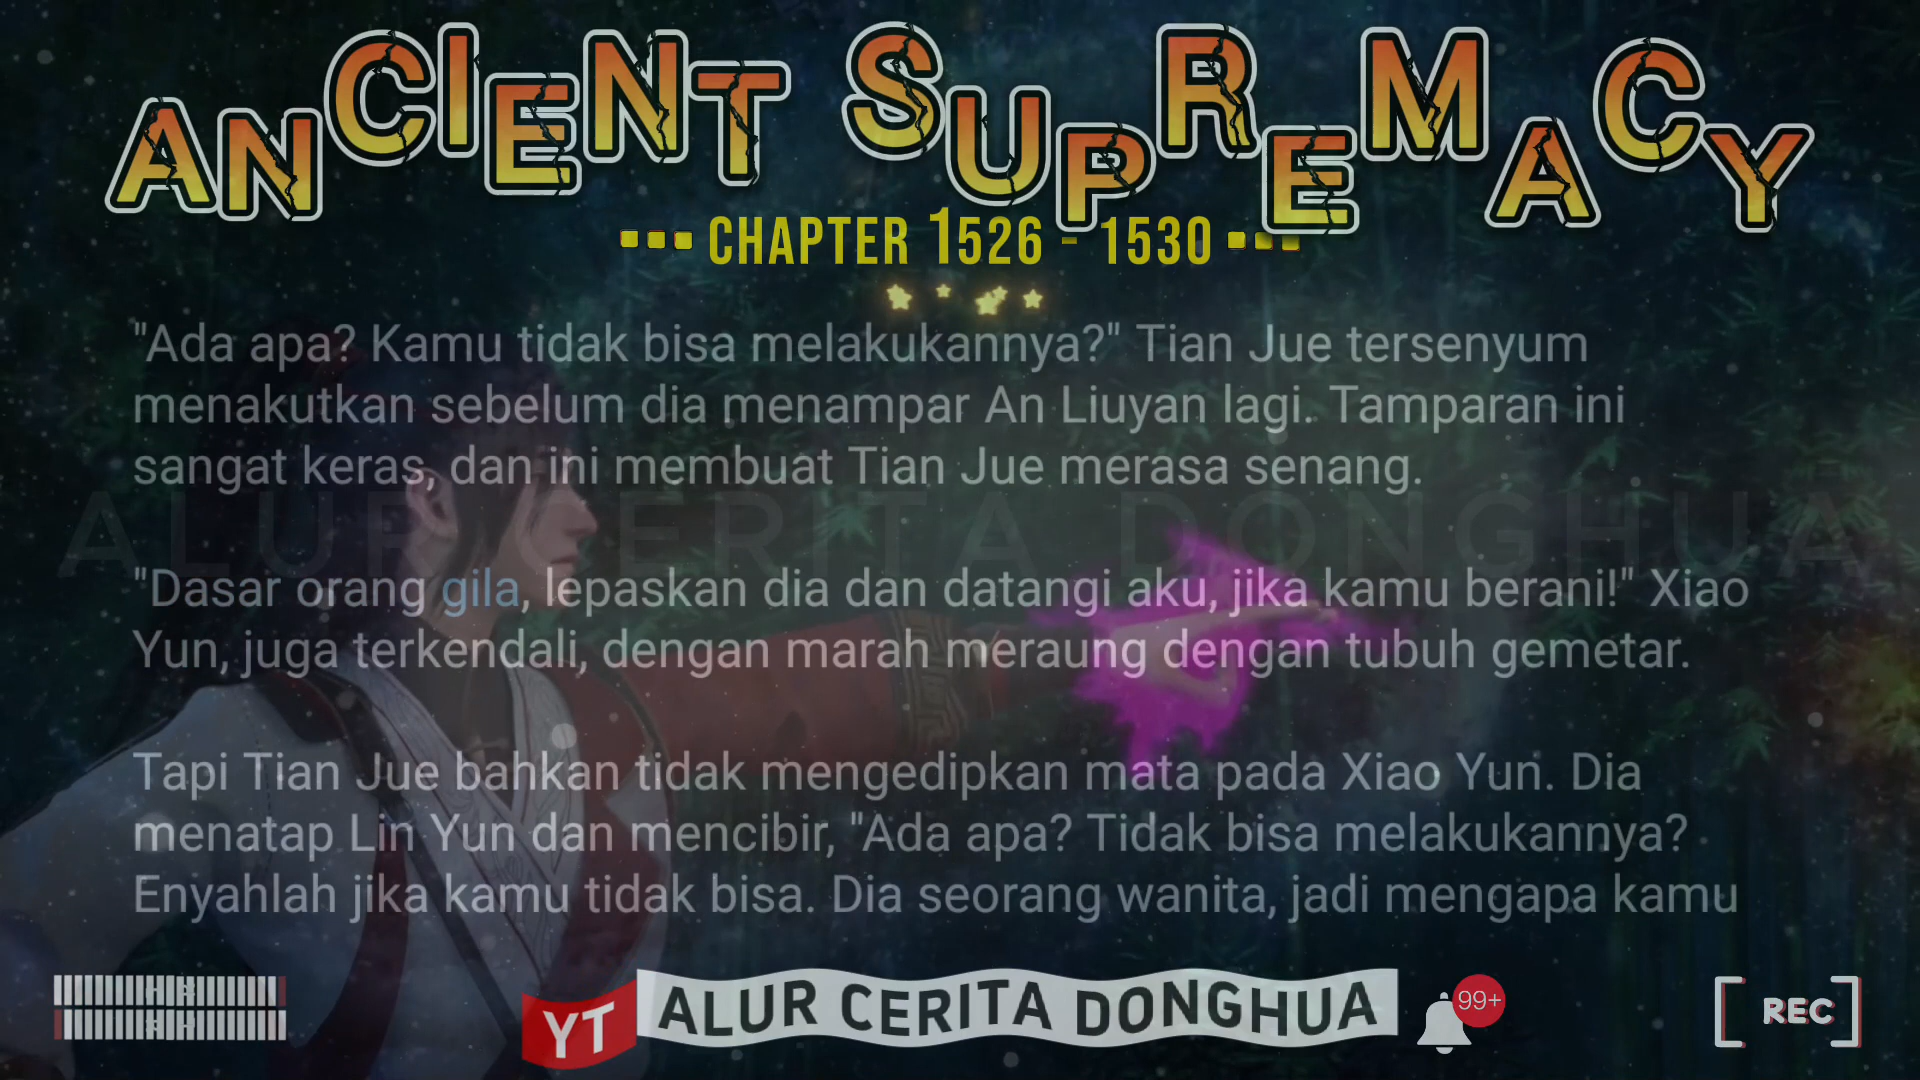 ANCIENT SUPREMACY
CHAPTER 1526 - 1530
"Ada apa? Kamu tidak bisa melakukannya?" Tian Jue tersenyum
menakutkan sebelum dia menampar An Liuyan lagi. Tamparan ini
sangat keras, dan ini membuat Tian Jue merasa senang.
ALUR CERITA DONGHUA
"Dasar orang gila, lepaskan dia dan datangi aku, jika kamu berani!" Xiao
Yun, juga terkendali, dengan marah meraung dengan tubuh gemetar.
Tapi Tian Jue bahkan tidak mengedipkan mata pada Xiao Yun. Dia
menatap Lin Yun dan mencibir, "Ada apa? Tidak bisa melakukannya?
Enyahlah jika kamu tidak bisa. Dia seorang wanita, jadi mengapa kamu
YT ALUR CERITA DONGHUA
99+
REC